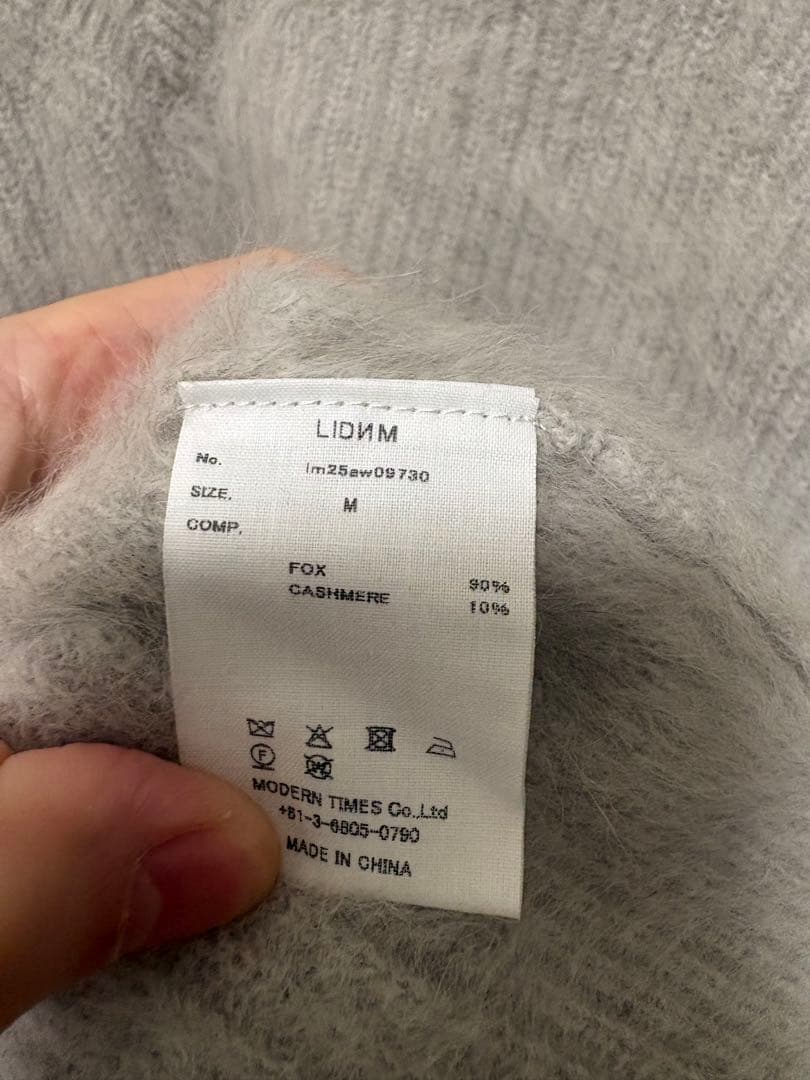 LIDИM
No. lm25aw09730
SIZE. M
COMP.
FOX 90%
CASHMERE 10%
F
W
MODERN TIMES Co.,Ltd
+81-3-6805-0790
MADE IN CHINA